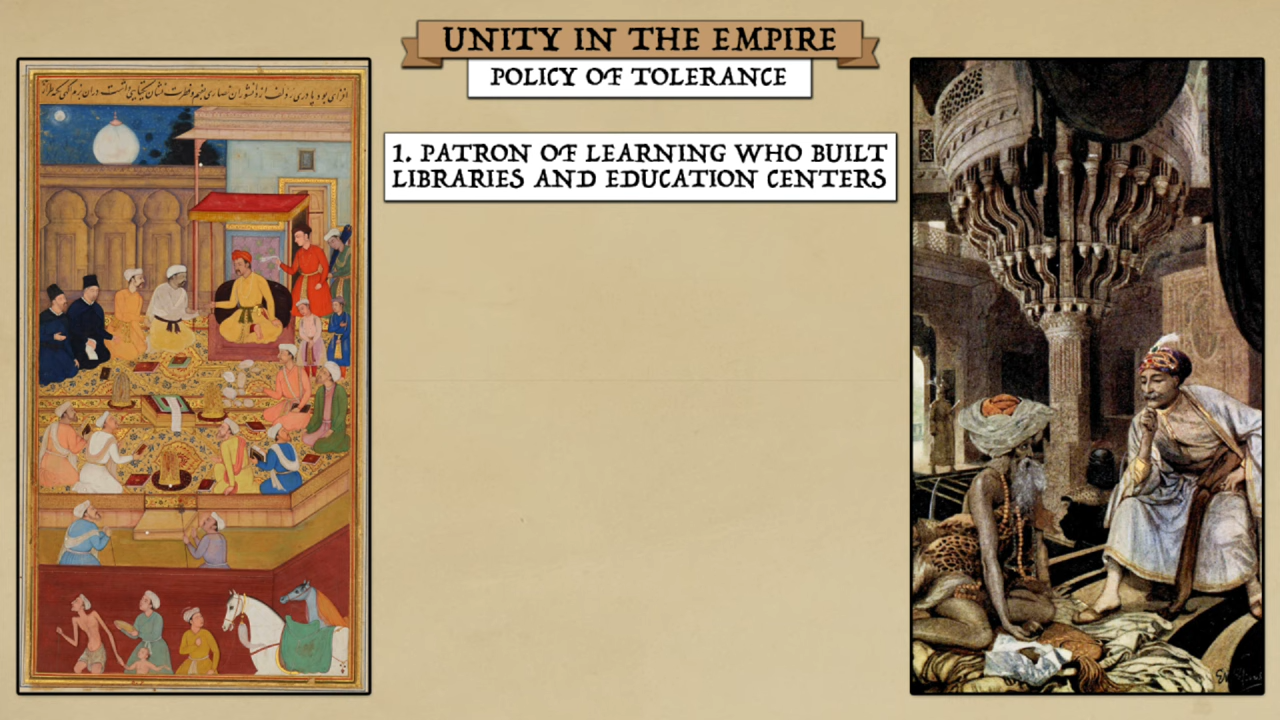 UNITY IN THE EMPIRE
POLICY OF TOLERANCE
1. PATRON OF LEARNING WHO BUILT
LIBRARIES AND EDUCATION CENTERS